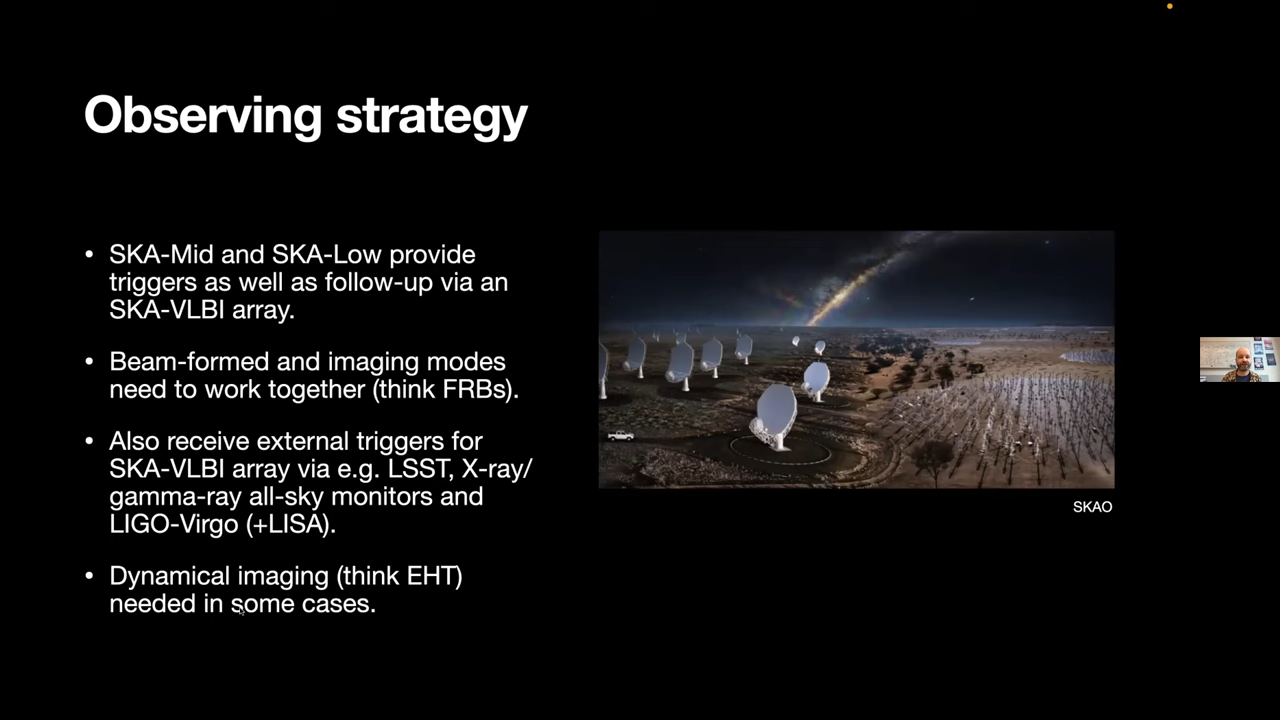 Observing strategy
• SKA-Mid and SKA-Low provide
triggers as well as follow-up via an
SKA-VLBI array.
• Beam-formed and imaging modes
need to work together (think FRBs).
• Also receive external triggers for
SKA-VLBI array via e.g. LSST, X-ray/
gamma-ray all-sky monitors and
LIGO-Virgo (+LISA).
• Dynamical imaging (think EHT)
needed in some cases.
SKAO